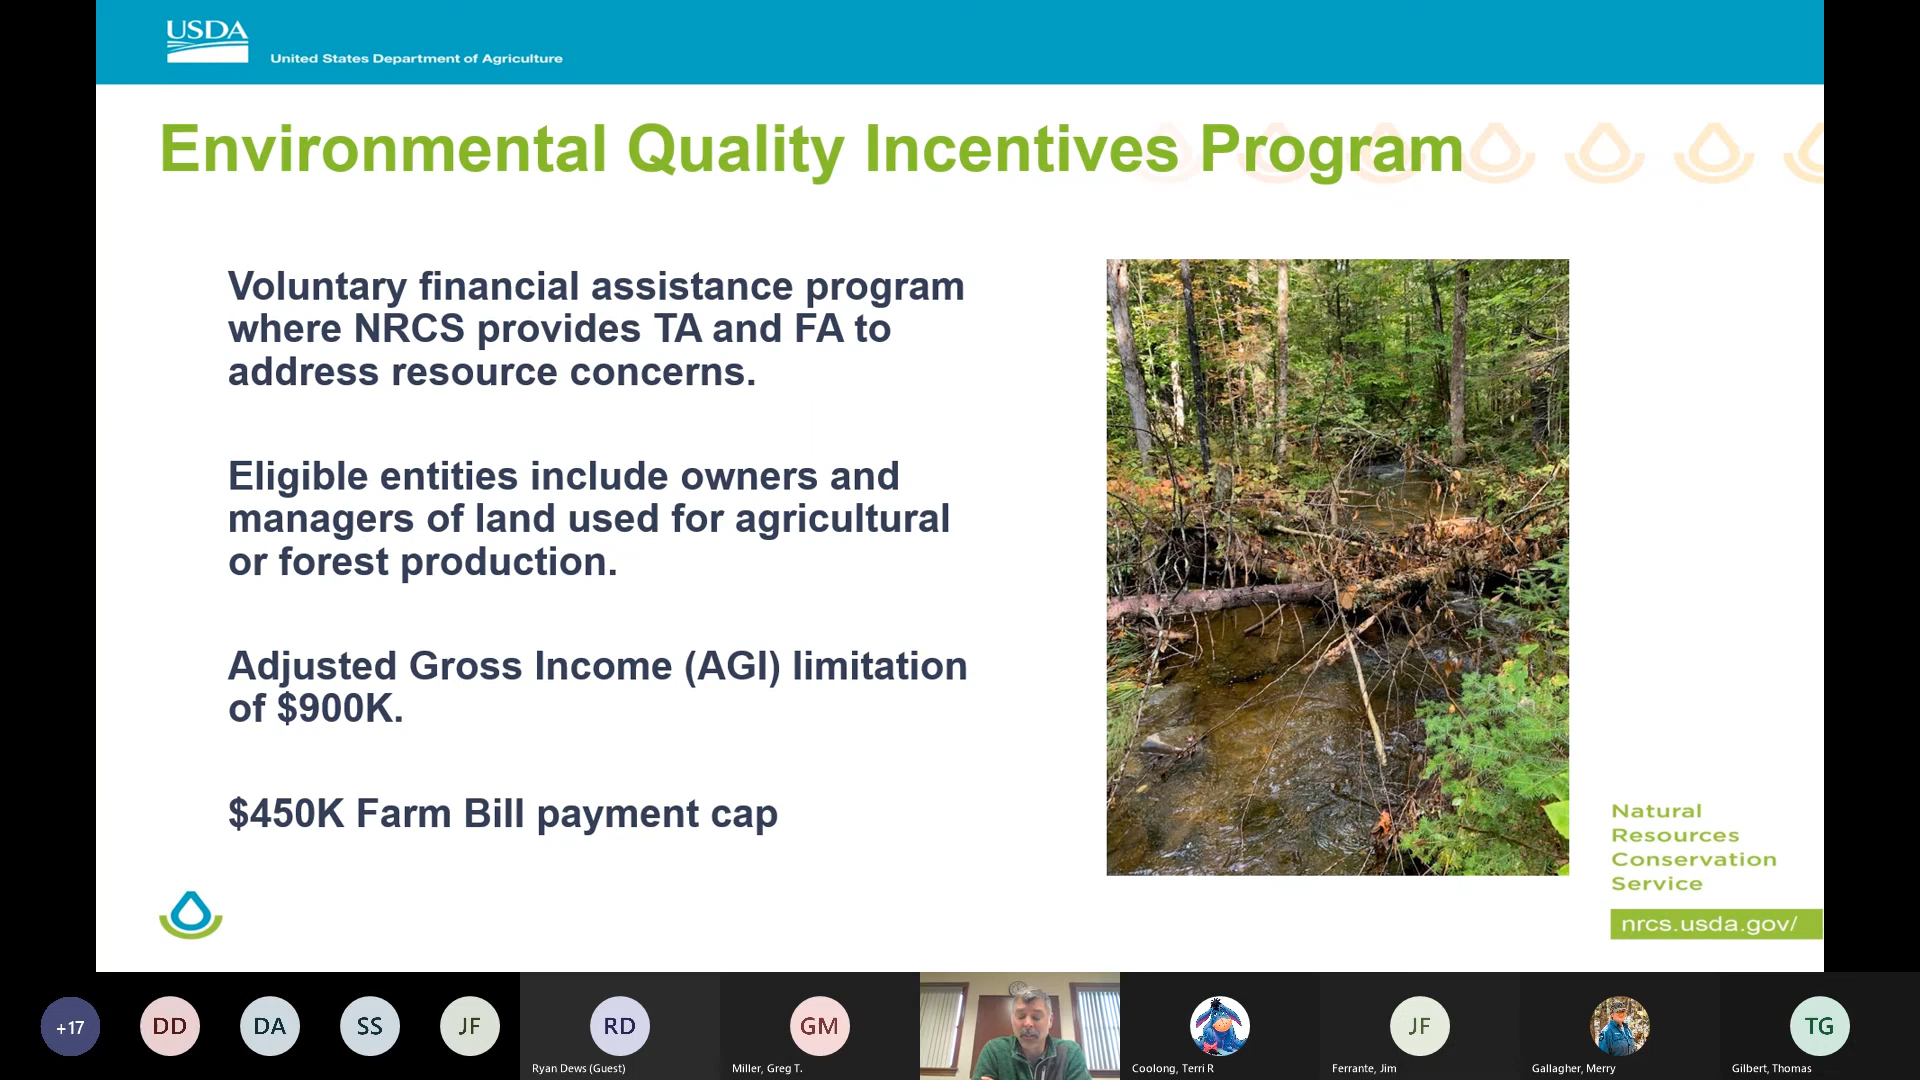 USDA
United States Department of Agriculture
Environmental Quality Incentives Program
Voluntary financial assistance program
where NRCS provides TA and FA to
address resource concerns.
Eligible entities include owners and
managers of land used for agricultural
or forest production.
Adjusted Gross Income (AGI) limitation
of $900K.
$450K Farm Bill payment cap
Natural
Resources
Conservation
Service
nrcs.usda.gov/
+17
DD
DA
SS
JF
RD
Ryan Dews (Guest)
GM
Miller, Greg T.
Coolong, Terri R
JF
Ferrante, Jim
Gallagher, Merry
TG
Gilbert, Thomas